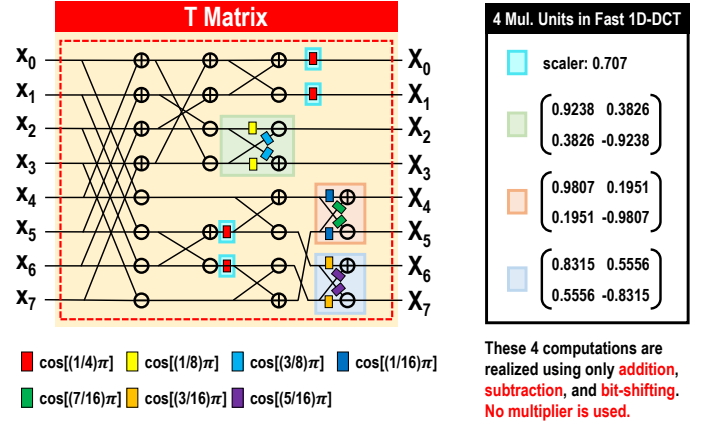 T Matrix
4 Mul. Units in Fast 1D-DCT
X0 X0
X1 X1
X2 X2
X3 X3
X4 X4
X5 X5
X6 X6
X7 X7
scaler: 0.707
0.9238 0.3826
0.3826 -0.9238
0.9807 0.1951
0.1951 -0.9807
0.8315 0.5556
0.5556 -0.8315
cos[(1/4)π] cos[(1/8)π] cos[(3/8)π] cos[(1/16)π]
cos[(7/16)π] cos[(3/16)π] cos[(5/16)π]
These 4 computations are
realized using only addition,
subtraction, and bit-shifting.
No multiplier is used.